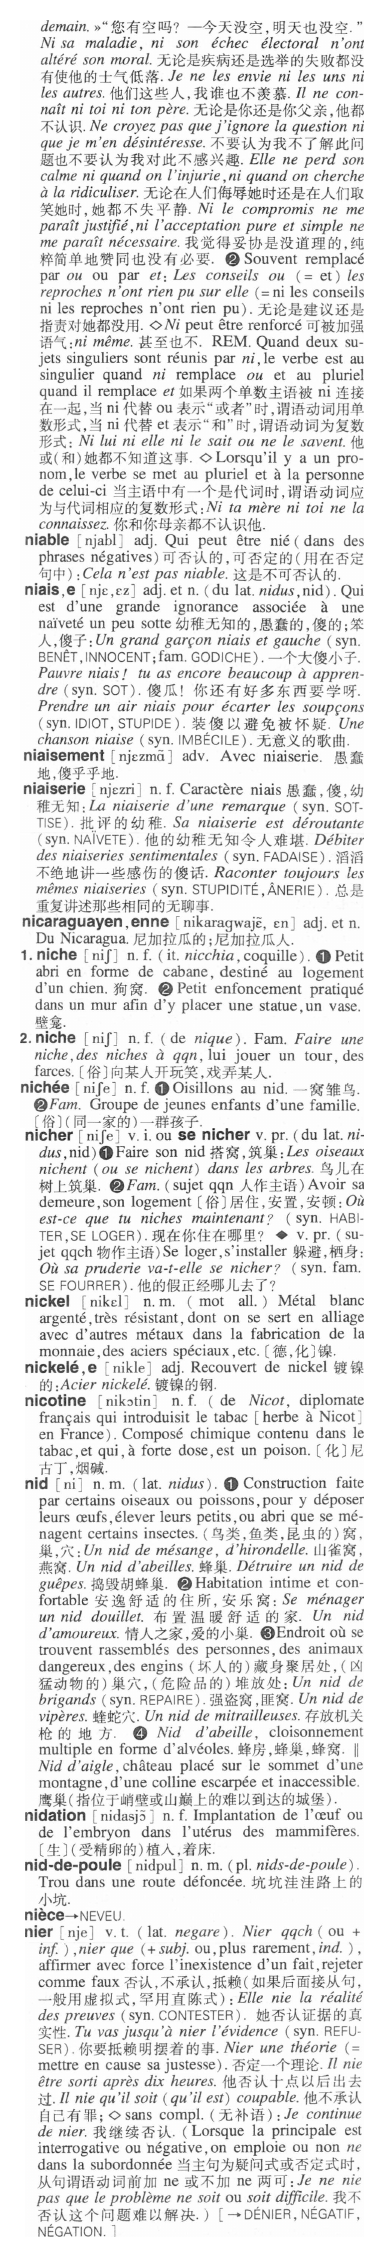 demain. »“您有空吗？—今天没空，明天也没空．”
Ni sa maladie, ni son échec électoral n'ont
altéré son moral. 无论是疾病还是选举的失败都没
有使他的士气低落. Je ne les envie ni les uns ni
les autres. 他们这些人，我谁也不羡慕. Il ne con-
naît ni toi ni ton père. 无论是你还是你父亲，他都
不认识. Ne croyez pas que j'ignore la question ni
que je m'en désintéresse. 不要认为我不了解此问
题也不要认为我对此不感兴趣. Elle ne perd son
calme ni quand on l'injurie, ni quand on cherche
à la ridiculiser. 无论在人们侮辱她时还是在人们取
笑她时，她都不失平静. Ni le compromis ne me
paraît justifié, ni l'acceptation pure et simple ne
me paraît nécessaire. 我觉得妥协是没道理的，纯
粹简单地赞同也没有必要. ❷ Souvent remplacé
par ou ou par et: Les conseils ou (= et) les
reproches n'ont rien pu sur elle (= ni les conseils
ni les reproches n'ont rien pu). 无论是建议还是
指责对她都没用. ◇Ni peut être renforcé 可被加强
语气: ni même. 甚至也不. REM. Quand deux su-
jets singuliers sont réunis par ni, le verbe est au
singulier quand ni remplace ou et au pluriel
quand il remplace et 如果两个单数主语被 ni 连接
在一起，当 ni 代替 ou 表示“或者”时，谓语动词用单
数形式，当 ni 代替 et 表示“和”时，谓语动词为复数
形式: Ni lui ni elle ni le sait ou ne le savent. 他
或(和)她都不知道这事. ◇ Lorsqu'il y a un pro-
nom, le verbe se met au pluriel et à la personne
de celui-ci 当主语中有一个是代词时，谓语动词应
为与代词相应的复数形式: Ni ta mère ni toi ne la
connaissez. 你和你母亲都不认识他.
niable [njabl] adj. Qui peut être nié (dans des
phrases négatives) 可否认的，可否定的(用在否定
句中): Cela n'est pas niable. 这是不可否认的.
niais, e [njɛ, ɛz] adj. et n. (du lat. nidus, nid). Qui
est d'une grande ignorance associée à une
naïveté un peu sotte 幼稚无知的，愚蠢的，傻的；笨
人，傻子: Un grand garçon niais et gauche (syn.
BENÊT, INNOCENT; fam. GODICHE). 一个大傻小子.
Pauvre niais! tu as encore beaucoup à appren-
dre (syn. SOT). 傻瓜！你还有好多东西要学呀.
Prendre un air niais pour écarter les soupçons
(syn. IDIOT, STUPIDE). 装傻以避免被怀疑. Une
chanson niaise (syn. IMBÉCILE). 无意义的歌曲.
niaisement [njɛzmɑ̃] adv. Avec niaiserie. 愚蠢
地，傻乎乎地.
niaiserie [njɛzri] n. f. Caractère niais 愚蠢，傻，幼
稚无知: La niaiserie d'une remarque (syn. SOT-
TISE). 批评的幼稚. Sa niaiserie est déroutante
(syn. NAÏVETE). 他的幼稚无知令人难堪. Débiter
des niaiseries sentimentales (syn. FADAISE). 滔滔
不绝地讲一些感伤的傻话. Raconter toujours les
mêmes niaiseries (syn. STUPIDITÉ, ÂNERIE). 总是
重复讲述那些相同的无聊事.
nicaraguayen, enne [nikaragwajɛ̃, ɛn] adj. et n.
Du Nicaragua. 尼加拉瓜的；尼加拉瓜人.
1. niche [niʃ] n. f. (it. nicchia, coquille). ❶ Petit
abri en forme de cabane, destiné au logement
d'un chien. 狗窝. ❷ Petit enfoncement pratiqué
dans un mur afin d'y placer une statue, un vase.
壁龛.
2. niche [niʃ] n. f. (de nique). Fam. Faire une
niche, des niches à qqn, lui jouer un tour, des
farces. [俗]向某人开玩笑，戏弄某人.
nichée [niʃe] n. f. ❶ Oisillons au nid. 一窝雏鸟.
❷ Fam. Groupe de jeunes enfants d'une famille.
[俗](同一家的)一群孩子.
nicher [niʃe] v. i. ou se nicher v. pr. (du lat. ni-
dus, nid) ❶ Faire son nid 搭窝，筑巢: Les oiseaux
nichent (ou se nichent) dans les arbres. 鸟儿在
树上筑巢. ❷ Fam. (sujet qqn 人作主语) Avoir sa
demeure, son logement [俗]居住，安置，安顿: Où
est-ce que tu niches maintenant? (syn. HABI-
TER, SE LOGER). 现在你住在哪里？ ◆ v. pr. (su-
jet qqch 物作主语) Se loger, s'installer 躲避，栖身:
Où sa pruderie va-t-elle se nicher? (syn. fam.
SE FOURRER). 他的假正经哪儿去了？
nickel [nikɛl] n. m. (mot all.) Métal blanc
argenté, très résistant, dont on se sert en alliage
avec d'autres métaux dans la fabrication de la
monnaie, des aciers spéciaux, etc. [德，化]镍.
nickelé, e [nikle] adj. Recouvert de nickel 镀镍
的: Acier nickelé. 镀镍的钢.
nicotine [nikɔtin] n. f. (de Nicot, diplomate
français qui introduisit le tabac [herbe à Nicot]
en France). Composé chimique contenu dans le
tabac, et qui, à forte dose, est un poison. [化]尼
古丁，烟碱.
nid [ni] n. m. (lat. nidus). ❶ Construction faite
par certains oiseaux ou poissons, pour y déposer
leurs œufs, élever leurs petits, ou abri que se mé-
nagent certains insectes. (鸟类，鱼类，昆虫的)窝，
巢，穴: Un nid de mésange, d'hirondelle. 山雀窝，
燕窝. Un nid d'abeilles. 蜂巢. Détruire un nid de
guêpes. 捣毁胡蜂巢. ❷ Habitation intime et con-
fortable 安逸舒适的住所，安乐窝: Se ménager
un nid douillet. 布置温暖舒适的家. Un nid
d'amoureux. 情人之家，爱的小巢. ❸ Endroit où se
trouvent rassemblés des personnes, des animaux
dangereux, des engins (坏人的)藏身聚居处，(凶
猛动物的)巢穴，(危险品的)堆放处: Un nid de
brigands (syn. REPAIRE). 强盗窝，匪窝. Un nid de
vipères. 蝰蛇穴. Un nid de mitrailleuses. 存放机关
枪的地方. ❹ Nid d'abeille, cloisonnement
multiple en forme d'alvéoles. 蜂房，蜂巢，蜂窝. ‖
Nid d'aigle, château placé sur le sommet d'une
montagne, d'une colline escarpée et inaccessible.
鹰巢(指位于峭壁或山巅上的难以到达的城堡).
nidation [nidasjɔ̃] n. f. Implantation de l'œuf ou
de l'embryon dans l'utérus des mammifères.
[生](受精卵的)植入，着床.
nid-de-poule [nidpul] n. m. (pl. nids-de-poule).
Trou dans une route défoncée. 坑坑洼洼路上的
小坑.
nièce→NEVEU.
nier [nje] v. t. (lat. negare). Nier qqch (ou +
inf.), nier que (+ subj. ou, plus rarement, ind.),
affirmer avec force l'inexistence d'un fait, rejeter
comme faux 否认，不承认，抵赖(如果后面接从句，
一般用虚拟式，罕用直陈式): Elle nie la réalité
des preuves (syn. CONTESTER). 她否认证据的真
实性. Tu vas jusqu'à nier l'évidence (syn. REFU-
SER). 你要抵赖明摆着的事. Nier une théorie (=
mettre en cause sa justesse). 否定一个理论. Il nie
être sorti après dix heures. 他否认十点以后出去
过. Il nie qu'il soit (qu'il est) coupable. 他不承认
自己有罪；◇ sans compl. (无补语): Je continue
de nier. 我继续否认. (Lorsque la principale est
interrogative ou négative, on emploie ou non ne
dans la subordonnée 当主句为疑问式或否定式时，
从句谓语动词前加 ne 或不加 ne 两可: Je ne nie
pas que le problème ne soit ou soit difficile. 我不
否认这个问题难以解决.) [→DÉNIER, NÉGATIF,
NÉGATION.]